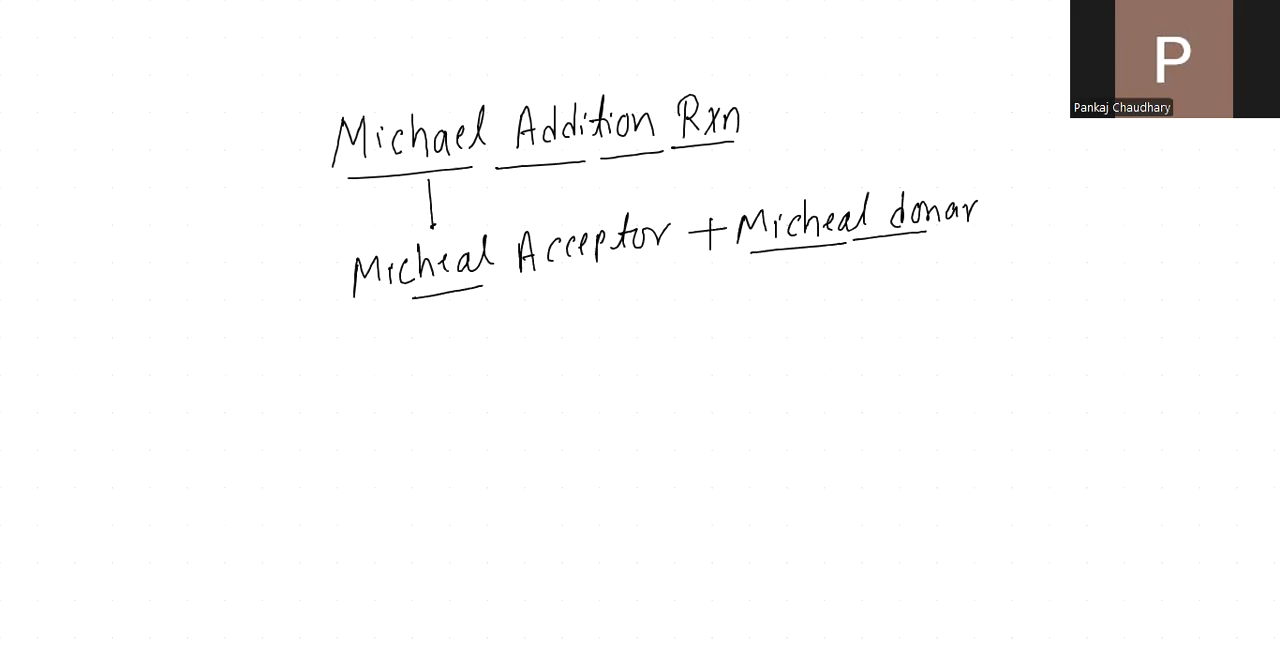 P
Pankaj Chaudhary
Michael Addition Rxn
Micheal Acceptor + Micheal donar